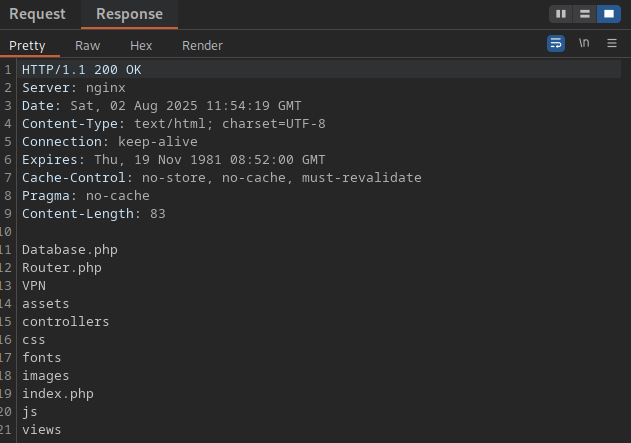 Request Response
Pretty Raw Hex Render \n
1 HTTP/1.1 200 OK
2 Server: nginx
3 Date: Sat, 02 Aug 2025 11:54:19 GMT
4 Content-Type: text/html; charset=UTF-8
5 Connection: keep-alive
6 Expires: Thu, 19 Nov 1981 08:52:00 GMT
7 Cache-Control: no-store, no-cache, must-revalidate
8 Pragma: no-cache
9 Content-Length: 83
10
11 Database.php
12 Router.php
13 VPN
14 assets
15 controllers
16 css
17 fonts
18 images
19 index.php
20 js
21 views